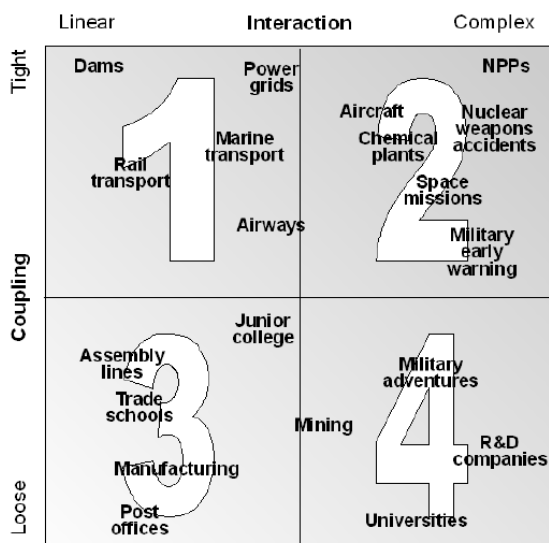 Linear Interaction Complex
Tight
Coupling
Loose
1
Dams
Power
grids
Marine
transport
Rail
transport
Airways
2
NPPs
Aircraft
Nuclear
weapons
accidents
Chemical
plants
Space
missions
Military
early
warning
3
Junior
college
Assembly
lines
Trade
schools
Manufacturing
Post
offices
4
Military
adventures
Mining
R&D
companies
Universities